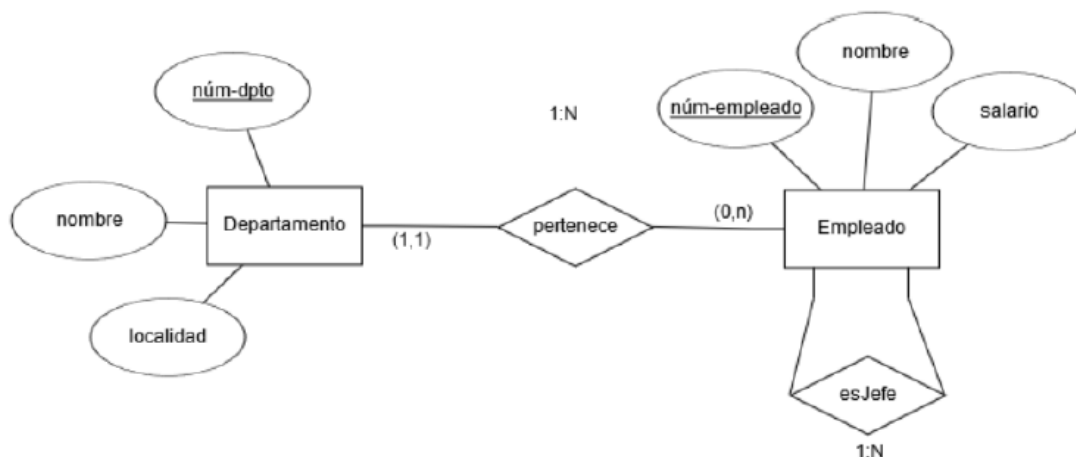 nombre
núm-dpto
núm-empleado
salario
1:N
nombre
Departamento
(1,1)
pertenece
(0,n)
Empleado
localidad
esJefe
1:N